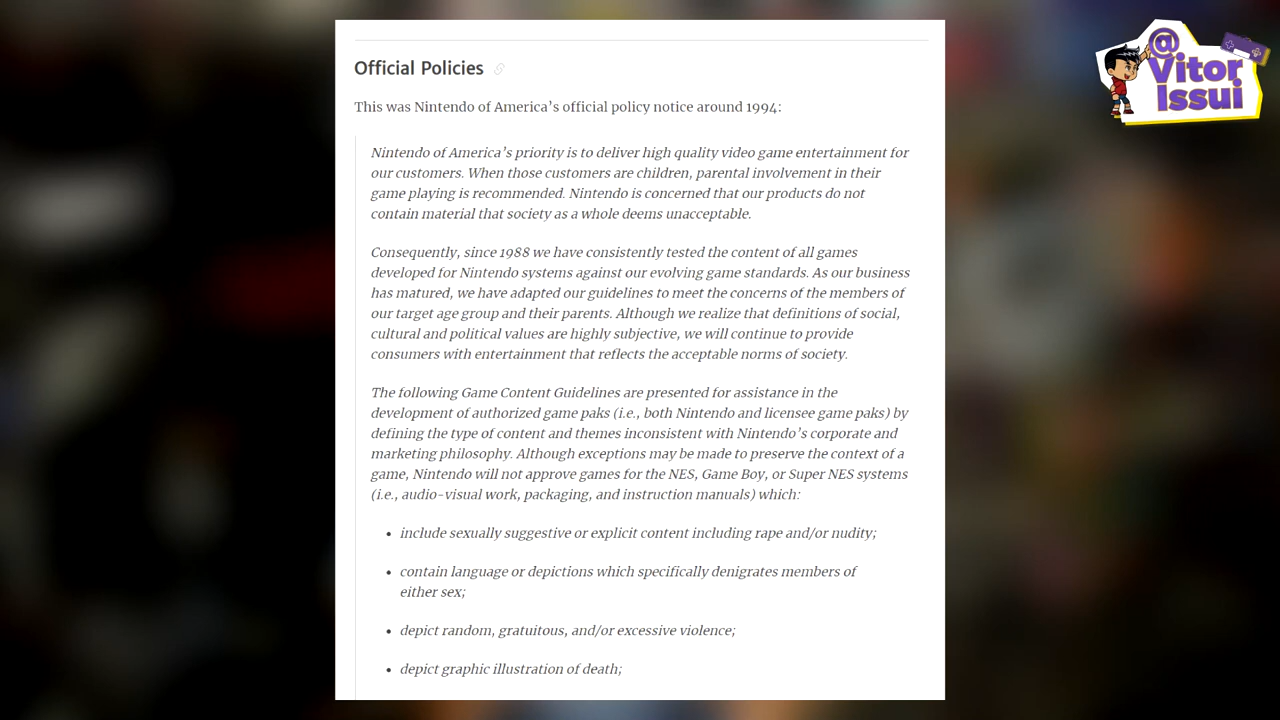 Official Policies
This was Nintendo of America's official policy notice around 1994:
Nintendo of America's priority is to deliver high quality video game entertainment for
our customers. When those customers are children, parental involvement in their
game playing is recommended. Nintendo is concerned that our products do not
contain material that society as a whole deems unacceptable.
Consequently, since 1988 we have consistently tested the content of all games
developed for Nintendo systems against our evolving game standards. As our business
has matured, we have adapted our guidelines to meet the concerns of the members of
our target age group and their parents. Although we realize that definitions of social,
cultural and political values are highly subjective, we will continue to provide
consumers with entertainment that reflects the acceptable norms of society.
The following Game Content Guidelines are presented for assistance in the
development of authorized game paks (i.e., both Nintendo and licensee game paks) by
defining the type of content and themes inconsistent with Nintendo's corporate and
marketing philosophy. Although exceptions may be made to preserve the context of a
game, Nintendo will not approve games for the NES, Game Boy, or Super NES systems
(i.e., audio-visual work, packaging, and instruction manuals) which:
• include sexually suggestive or explicit content including rape and/or nudity;
• contain language or depictions which specifically denigrates members of
either sex;
• depict random, gratuitous, and/or excessive violence;
• depict graphic illustration of death;
@
Vitor
Issui